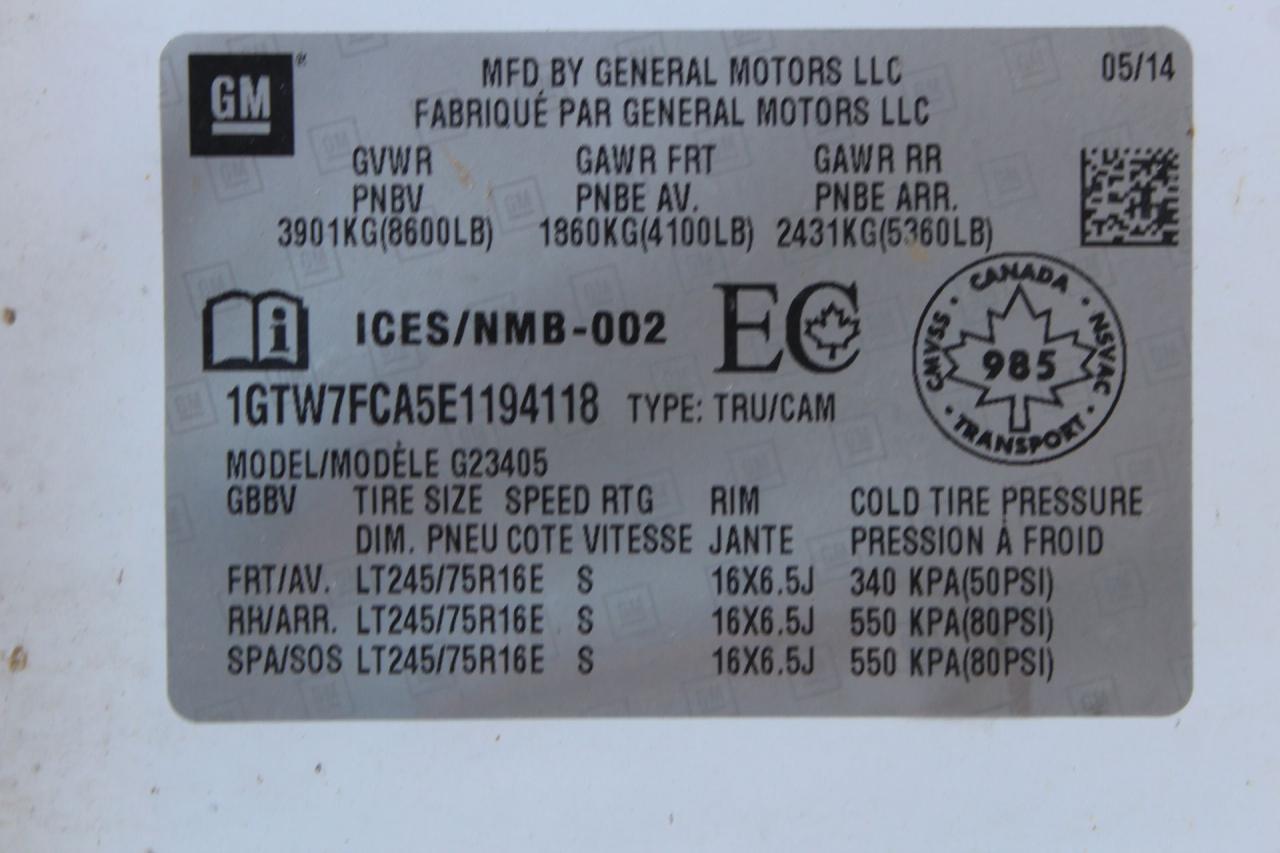 GM®
MFD BY GENERAL MOTORS LLC 05/14
FABRIQUÉ PAR GENERAL MOTORS LLC
GVWR GAWR FRT GAWR RR
PNBV PNBE AV. PNBE ARR.
3901KG(8600LB) 1860KG(4100LB) 2431KG(5360LB)
i ICES/NMB-002 EC
CANADA
CMVSS 985 NSVAC
TRANSPORT
1GTW7FCA5E1194118 TYPE: TRU/CAM
MODEL/MODÈLE G23405
GBBV TIRE SIZE SPEED RTG RIM COLD TIRE PRESSURE
DIM. PNEU COTE VITESSE JANTE PRESSION À FROID
FRT/AV. LT245/75R16E S 16X6.5J 340 KPA(50PSI)
RR/ARR. LT245/75R16E S 16X6.5J 550 KPA(80PSI)
SPA/SOS LT245/75R16E S 16X6.5J 550 KPA(80PSI)